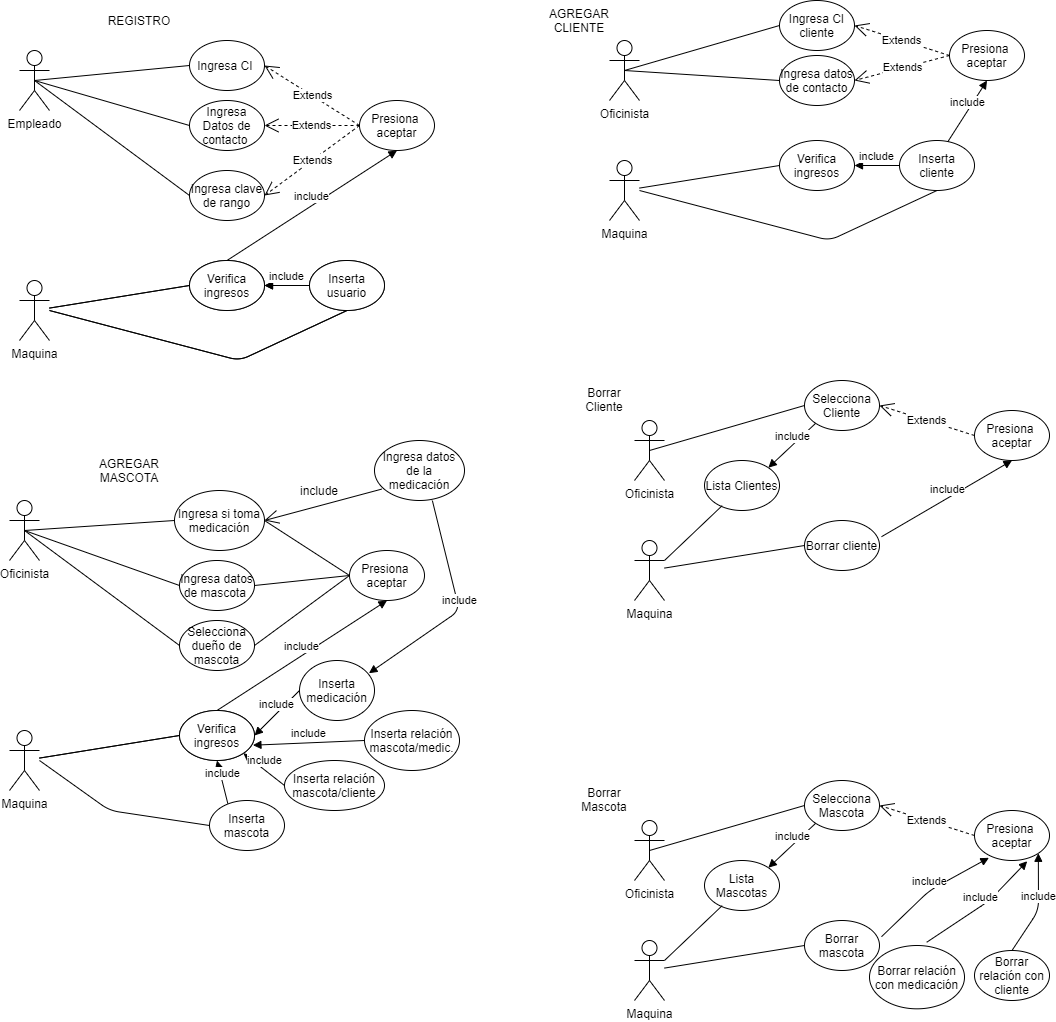 REGISTRO
Ingresa CI
Extends
Empleado
Ingresa
Datos de
contacto
Extends
Presiona
aceptar
Extends
Ingresa clave
de rango
include
Verifica
ingresos
include
Inserta
usuario
Maquina
AGREGAR
CLIENTE
Ingresa CI
cliente
Extends
Presiona
aceptar
Extends
Ingresa datos
de contacto
Oficinista
include
Verifica
ingresos
include
Inserta
cliente
Maquina
AGREGAR
MASCOTA
Ingresa datos
de la
medicación
include
Ingresa si toma
medicación
Oficinista
Ingresa datos
de mascota
Presiona
aceptar
include
Selecciona
dueño de
mascota
include
Inserta
medicación
include
Verifica
ingresos
include
Inserta relación
mascota/medic.
include
include
Inserta relación
mascota/cliente
Maquina
Inserta
mascota
Borrar
Cliente
Selecciona
Cliente
Extends
Presiona
aceptar
include
Oficinista
Lista Clientes
include
Borrar cliente
Maquina
Borrar
Mascota
Selecciona
Mascota
Extends
Presiona
aceptar
include
Oficinista
Lista
Mascotas
include
include
include
Borrar
mascota
Borrar relación
con medicación
Borrar
relación con
cliente
Maquina